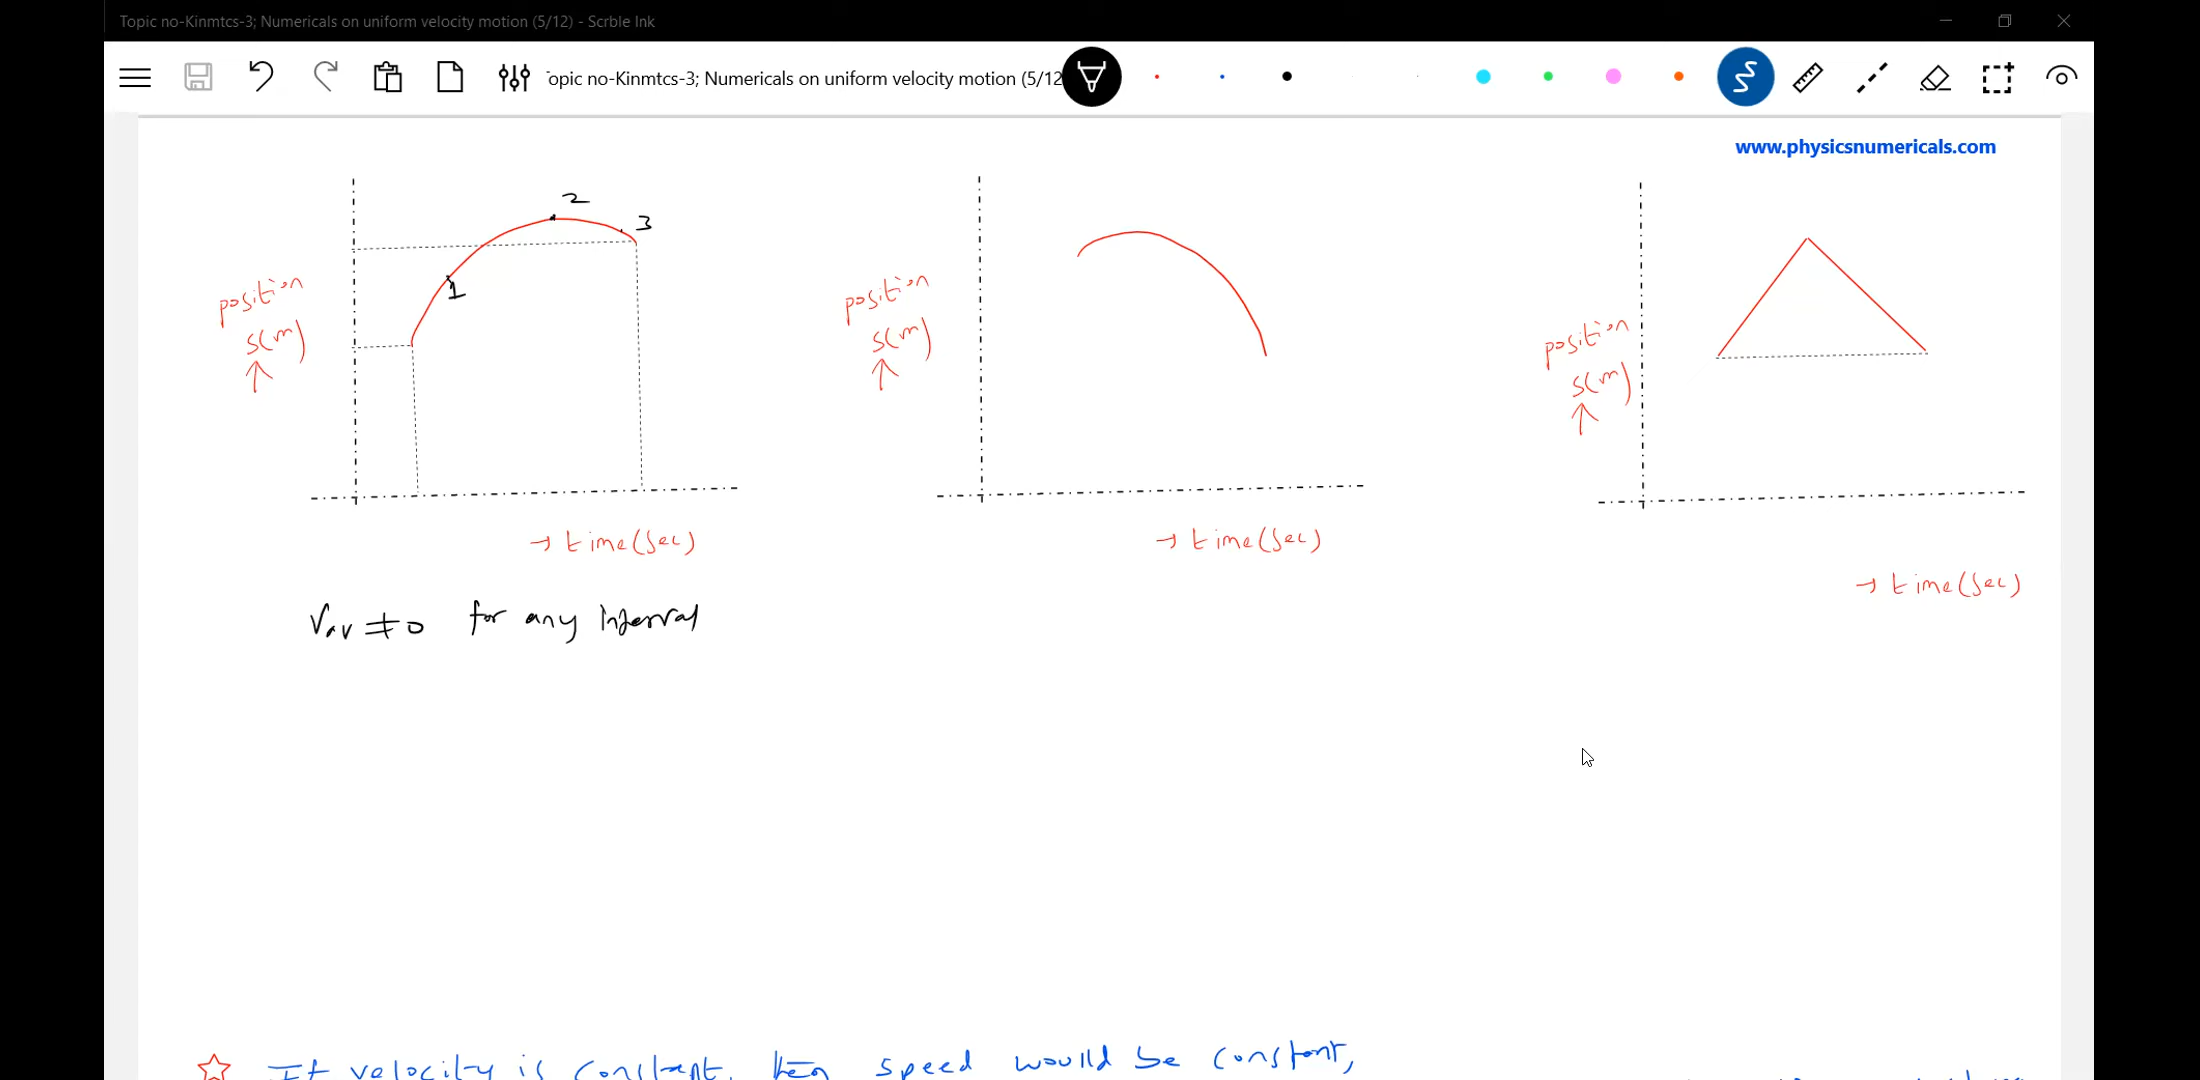 Topic no-Kinmtcs-3; Numericals on uniform velocity motion (5/12) - Scrble Ink
opic no-Kinmtcs-3; Numericals on uniform velocity motion (5/12
www.physicsnumericals.com
2
3
1
position
s(m)
→ time(sec)
position
s(m)
→ time(sec)
position
s(m)
→ time(sec)
Vav ≠ 0 for any interval
If velocity is constant, then speed would be constant,